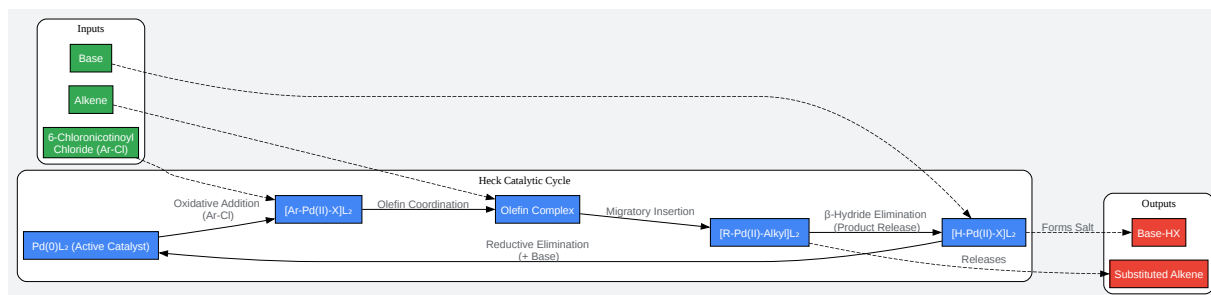 Inputs
Base
Alkene
6-Chloronicotinoyl
Chloride (Ar-Cl)
Heck Catalytic Cycle
Oxidative Addition
(Ar-Cl)
[Ar-Pd(II)-X]L₂
Olefin Coordination
Olefin Complex
Migratory Insertion
β-Hydride Elimination
(Product Release)
[R-Pd(II)-Alkyl]L₂
[H-Pd(II)-X]L₂
Pd(0)L₂ (Active Catalyst)
Reductive Elimination
(+ Base)
Forms Salt
Releases
Outputs
Base-HX
Substituted Alkene